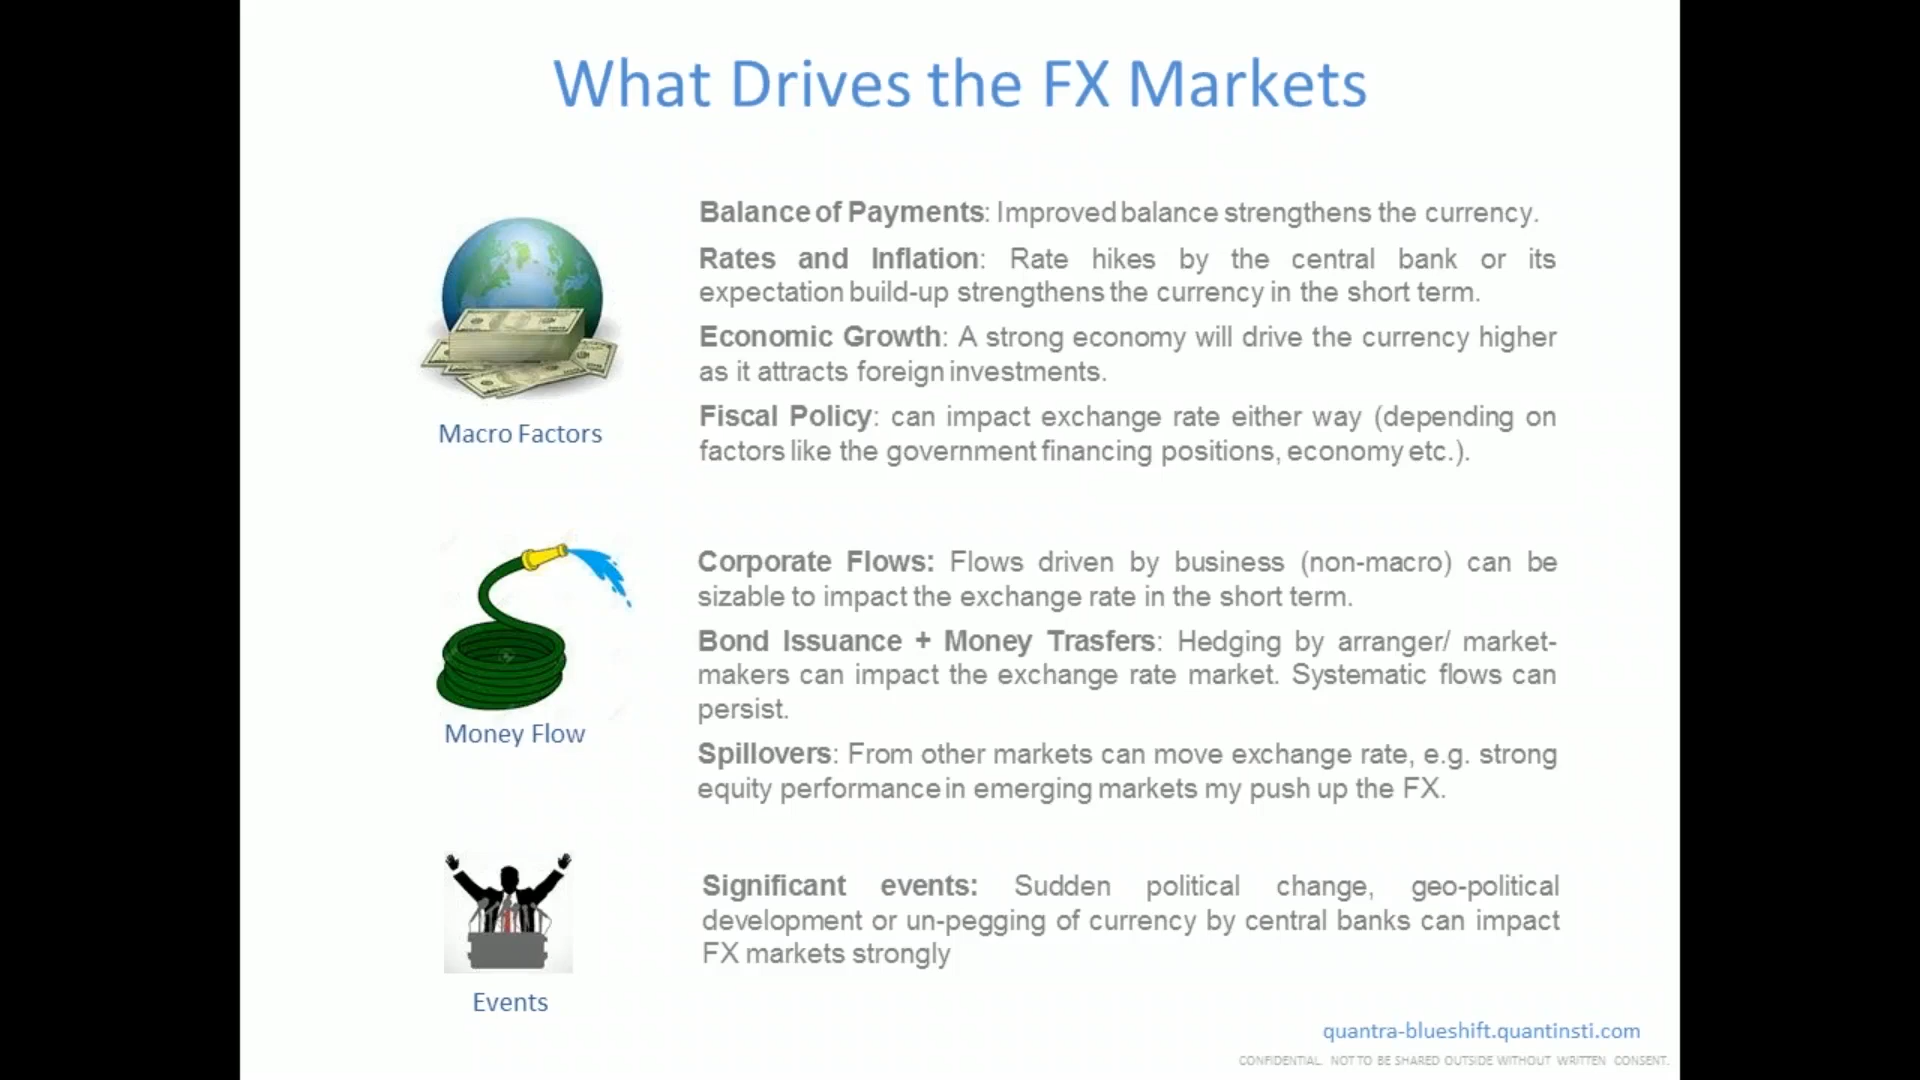 What Drives the FX Markets
Balance of Payments: Improved balance strengthens the currency.
Rates and Inflation: Rate hikes by the central bank or its
expectation build-up strengthens the currency in the short term.
Economic Growth: A strong economy will drive the currency higher
as it attracts foreign investments.
Fiscal Policy: can impact exchange rate either way (depending on
factors like the government financing positions, economy etc.).
Macro Factors
Corporate Flows: Flows driven by business (non-macro) can be
sizable to impact the exchange rate in the short term.
Bond Issuance + Money Trasfers: Hedging by arranger/ market-
makers can impact the exchange rate market. Systematic flows can
persist.
Spillovers: From other markets can move exchange rate, e.g. strong
equity performance in emerging markets my push up the FX.
Money Flow
Significant events: Sudden political change, geo-political
development or un-pegging of currency by central banks can impact
FX markets strongly
Events
quantra-blueshift.quantinsti.com
CONFIDENTIAL. NOT TO BE SHARED OUTSIDE WITHOUT WRITTEN CONSENT.